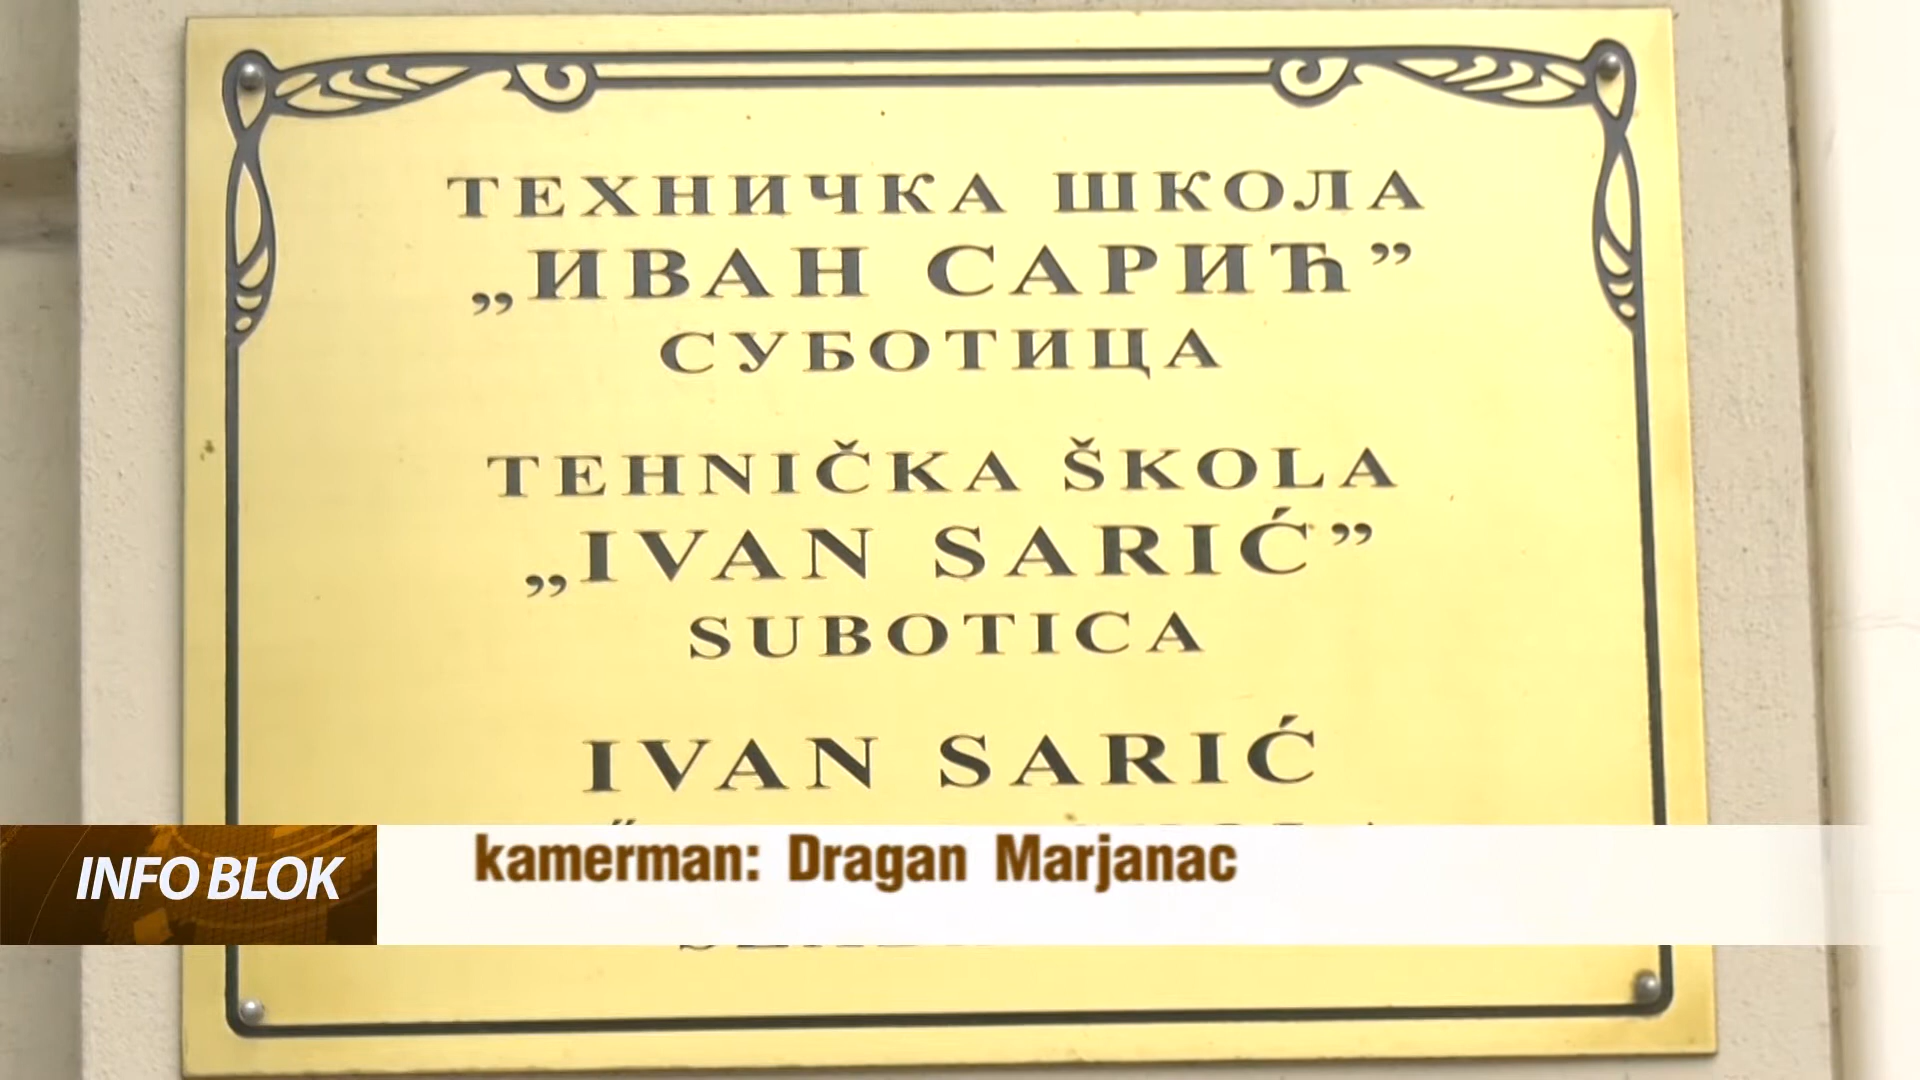 ТЕХНИЧКА ШКОЛА
„ИВАН САРИЋ”
СУБОТИЦА
TEHNIČKA ŠKOLA
„IVAN SARIĆ”
SUBOTICA
IVAN SARIĆ
INFO BLOK
kamerman: Dragan Marjanac